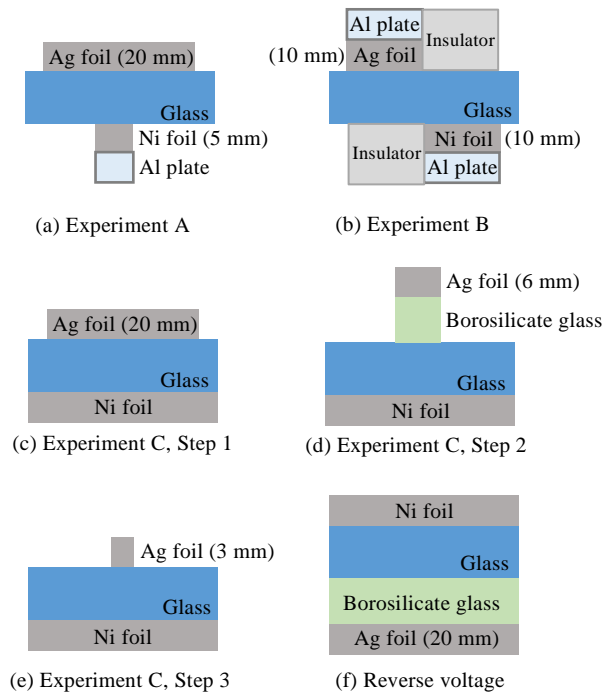 Ag foil (20 mm)
Glass
Ni foil (5 mm)
Al plate
(a) Experiment A
Al plate
Insulator
(10 mm)
Ag foil
Glass
Insulator
Ni foil
(10 mm)
Al plate
(b) Experiment B
Ag foil (20 mm)
Glass
Ni foil
(c) Experiment C, Step 1
Ag foil (6 mm)
Borosilicate glass
Glass
Ni foil
(d) Experiment C, Step 2
Ag foil (3 mm)
Glass
Ni foil
(e) Experiment C, Step 3
Ni foil
Glass
Borosilicate glass
Ag foil (20 mm)
(f) Reverse voltage